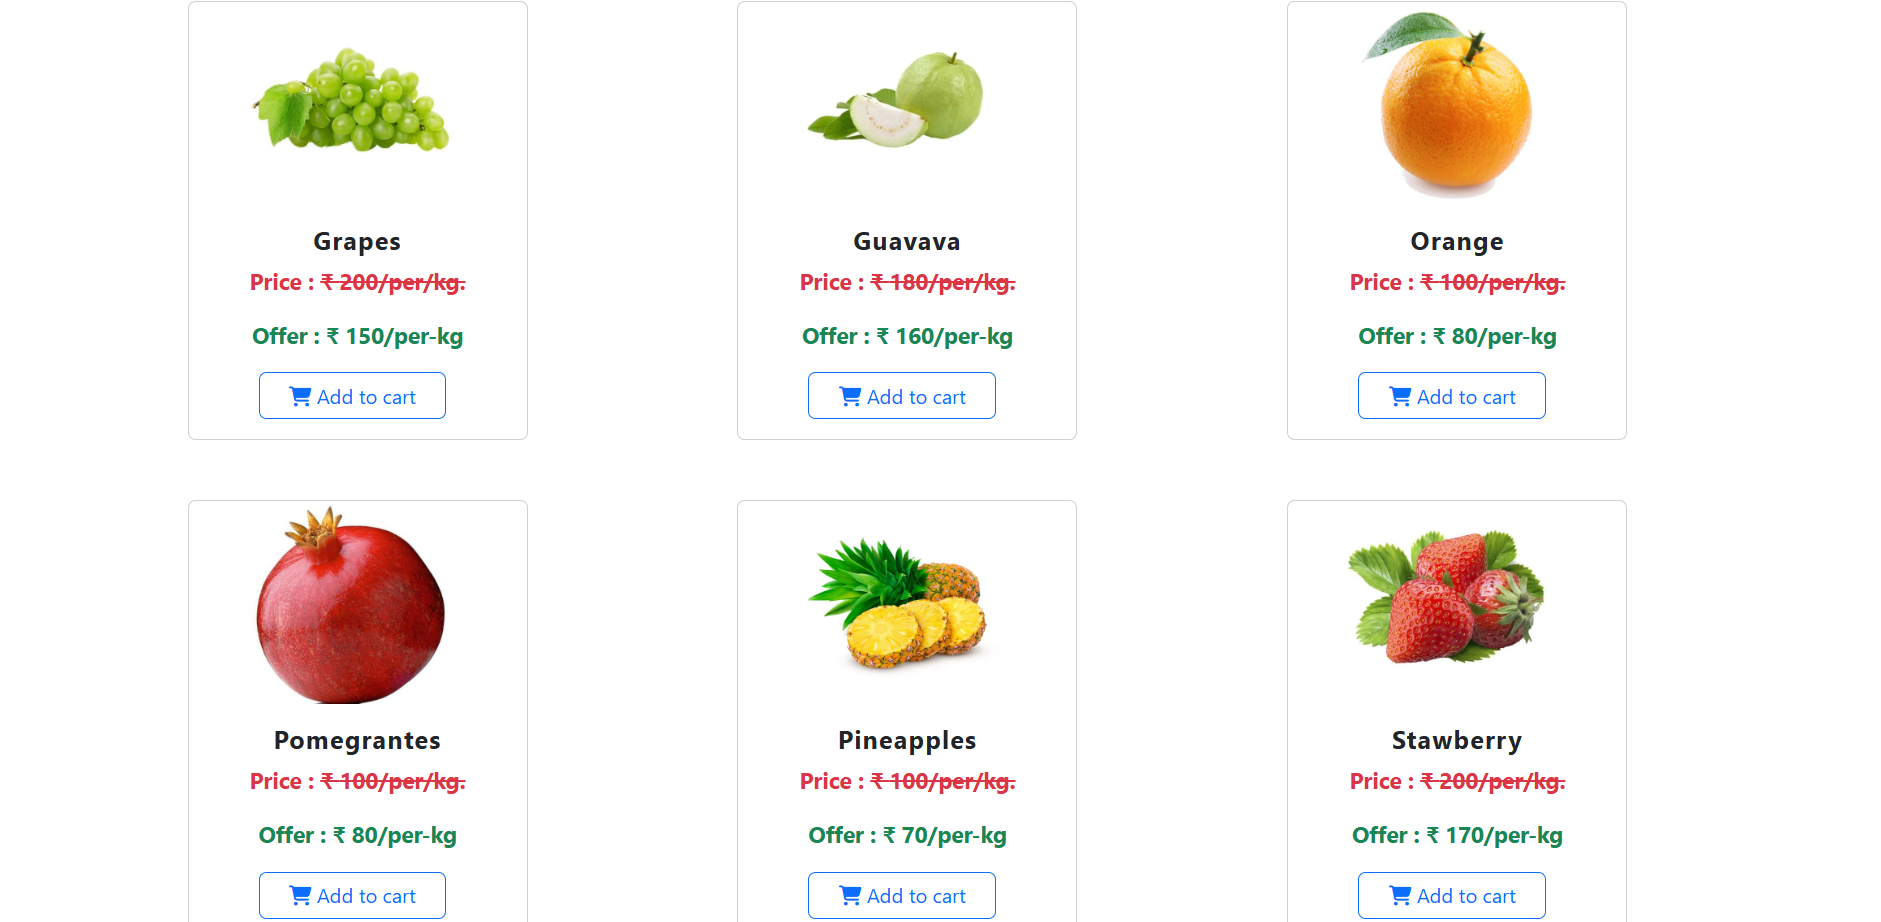 Grapes
Price : ₹ 200/per/kg.
Offer : ₹ 150/per-kg
Add to cart
Guavava
Price : ₹ 180/per/kg.
Offer : ₹ 160/per-kg
Add to cart
Orange
Price : ₹ 100/per/kg.
Offer : ₹ 80/per-kg
Add to cart
Pomegrantes
Price : ₹ 100/per/kg.
Offer : ₹ 80/per-kg
Add to cart
Pineapples
Price : ₹ 100/per/kg.
Offer : ₹ 70/per-kg
Add to cart
Stawberry
Price : ₹ 200/per/kg.
Offer : ₹ 170/per-kg
Add to cart